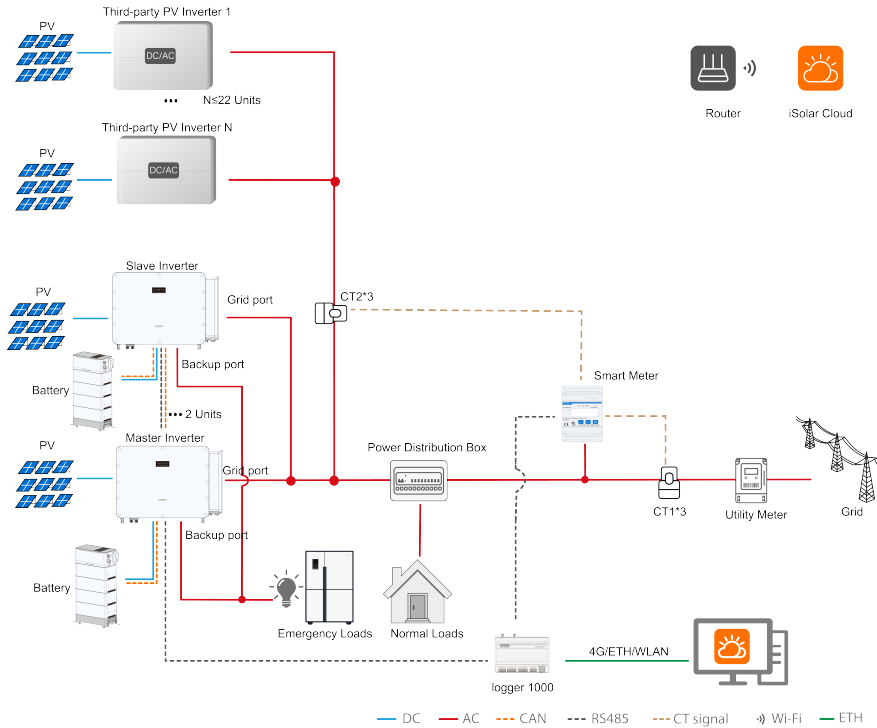 Third-party PV Inverter 1
PV
DC/AC
N≤22 Units
Router
iSolar Cloud
Third-party PV Inverter N
PV
DC/AC
Slave Inverter
PV
Grid port
CT2*3
Backup port
Battery
Smart Meter
2 Units
Master Inverter
PV
Power Distribution Box
Grid port
CT1*3
Utility Meter
Grid
Backup port
Battery
Emergency Loads
Normal Loads
4G/ETH/WLAN
logger 1000
DC
AC
CAN
RS485
CT signal
Wi-Fi
ETH